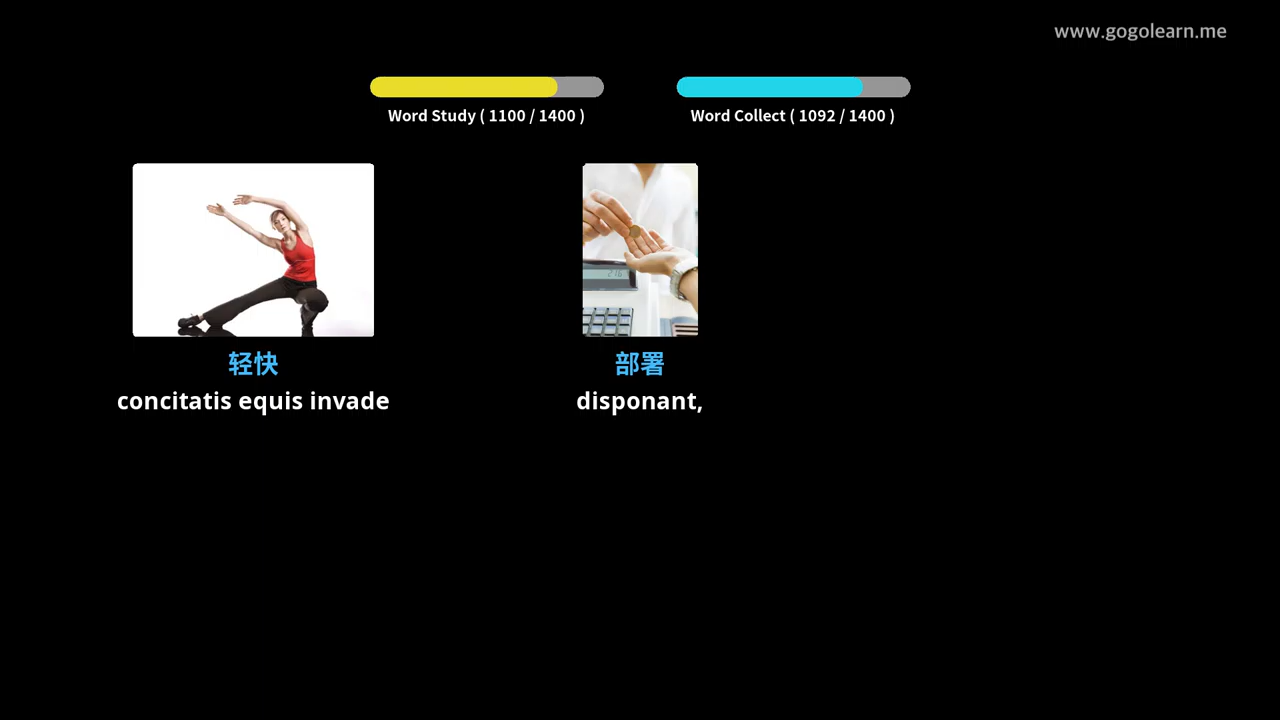 www.gogolearn.me
Word Study ( 1100 / 1400 )
Word Collect ( 1092 / 1400 )
轻快
concitatis equis invade
部署
disponant,